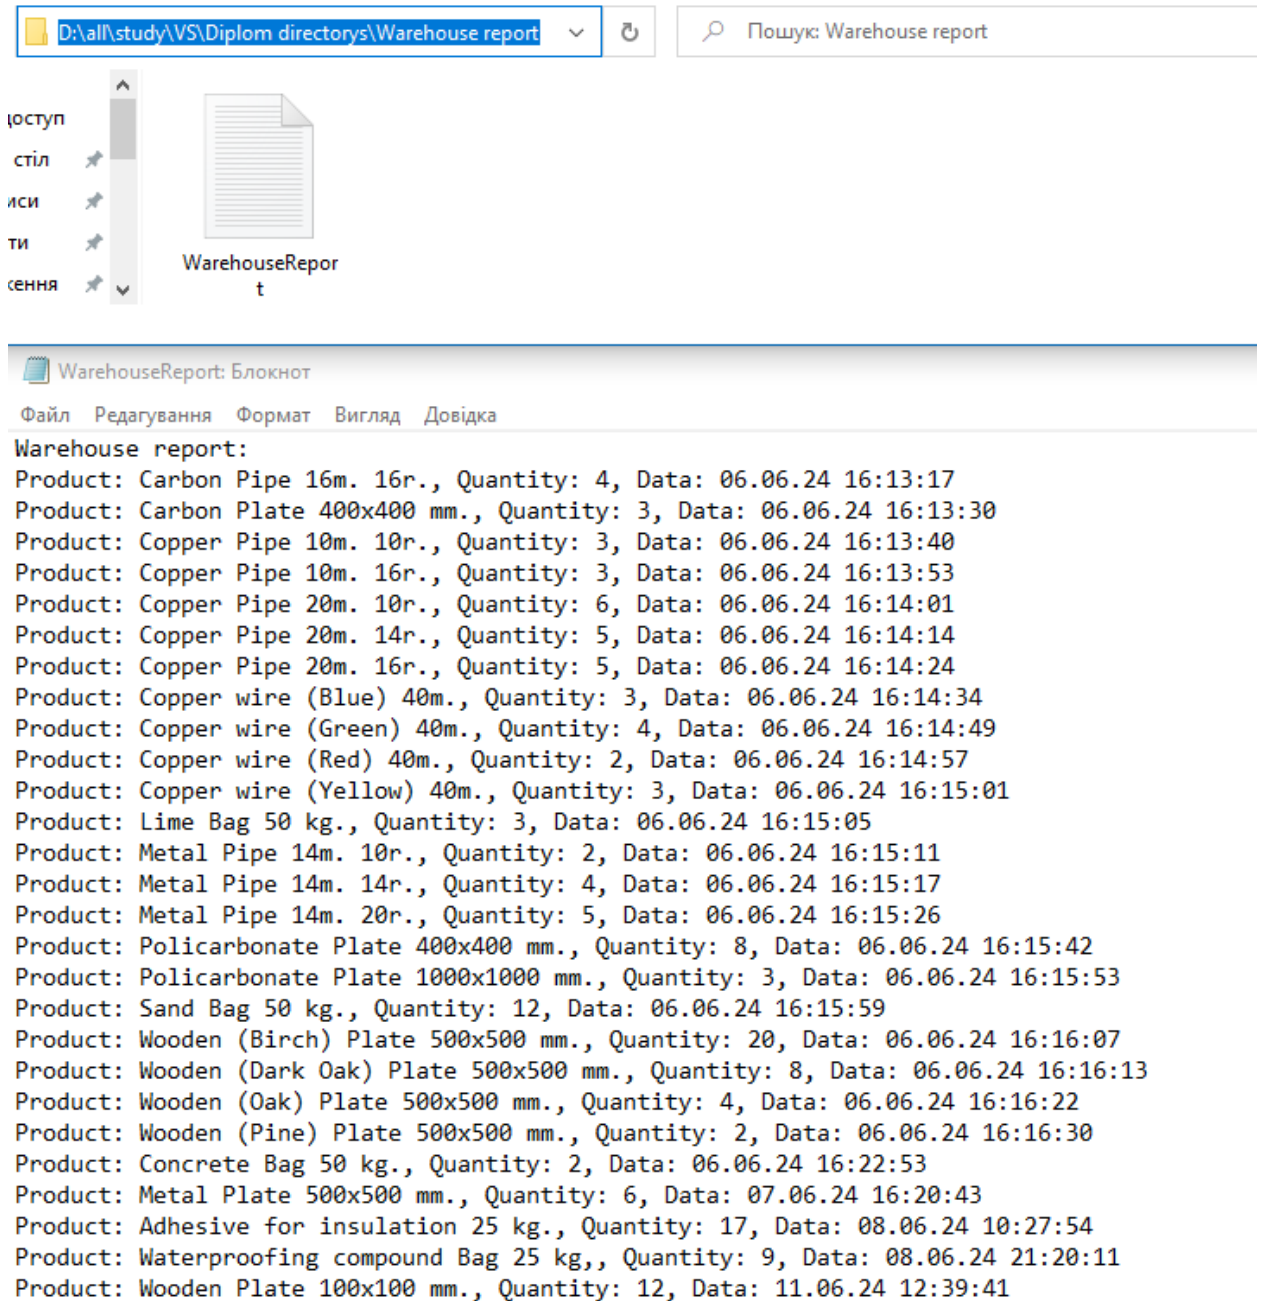 D:\all\study\VS\Diplom directorys\Warehouse report
Пошук: Warehouse report
доступ
стіл
WarehouseRepor
t
WarehouseReport: Блокнот
Файл Редагування Формат Вигляд Довідка
Warehouse report:
Product: Carbon Pipe 16m. 16r., Quantity: 4, Data: 06.06.24 16:13:17
Product: Carbon Plate 400x400 mm., Quantity: 3, Data: 06.06.24 16:13:30
Product: Copper Pipe 10m. 10r., Quantity: 3, Data: 06.06.24 16:13:40
Product: Copper Pipe 10m. 16r., Quantity: 3, Data: 06.06.24 16:13:53
Product: Copper Pipe 20m. 10r., Quantity: 6, Data: 06.06.24 16:14:01
Product: Copper Pipe 20m. 14r., Quantity: 5, Data: 06.06.24 16:14:14
Product: Copper Pipe 20m. 16r., Quantity: 5, Data: 06.06.24 16:14:24
Product: Copper wire (Blue) 40m., Quantity: 3, Data: 06.06.24 16:14:34
Product: Copper wire (Green) 40m., Quantity: 4, Data: 06.06.24 16:14:49
Product: Copper wire (Red) 40m., Quantity: 2, Data: 06.06.24 16:14:57
Product: Copper wire (Yellow) 40m., Quantity: 3, Data: 06.06.24 16:15:01
Product: Lime Bag 50 kg., Quantity: 3, Data: 06.06.24 16:15:05
Product: Metal Pipe 14m. 10r., Quantity: 2, Data: 06.06.24 16:15:11
Product: Metal Pipe 14m. 14r., Quantity: 4, Data: 06.06.24 16:15:17
Product: Metal Pipe 14m. 20r., Quantity: 5, Data: 06.06.24 16:15:26
Product: Policarbonate Plate 400x400 mm., Quantity: 8, Data: 06.06.24 16:15:42
Product: Policarbonate Plate 1000x1000 mm., Quantity: 3, Data: 06.06.24 16:15:53
Product: Sand Bag 50 kg., Quantity: 12, Data: 06.06.24 16:15:59
Product: Wooden (Birch) Plate 500x500 mm., Quantity: 20, Data: 06.06.24 16:16:07
Product: Wooden (Dark Oak) Plate 500x500 mm., Quantity: 8, Data: 06.06.24 16:16:13
Product: Wooden (Oak) Plate 500x500 mm., Quantity: 4, Data: 06.06.24 16:16:22
Product: Wooden (Pine) Plate 500x500 mm., Quantity: 2, Data: 06.06.24 16:16:30
Product: Concrete Bag 50 kg., Quantity: 2, Data: 06.06.24 16:22:53
Product: Metal Plate 500x500 mm., Quantity: 6, Data: 07.06.24 16:20:43
Product: Adhesive for insulation 25 kg., Quantity: 17, Data: 08.06.24 10:27:54
Product: Waterproofing compound Bag 25 kg,, Quantity: 9, Data: 08.06.24 21:20:11
Product: Wooden Plate 100x100 mm., Quantity: 12, Data: 11.06.24 12:39:41